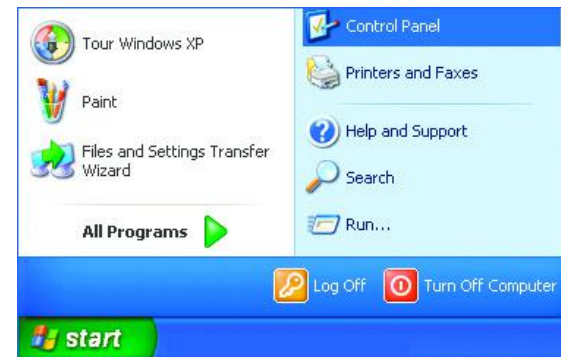 Tour Windows XP
Paint
Files and Settings Transfer
Wizard
All Programs
Control Panel
Printers and Faxes
Help and Support
Search
Run...
Log Off
Turn Off Computer
start